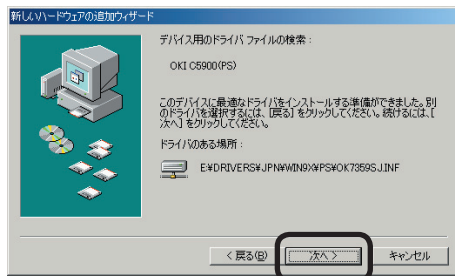 新しいハードウェアの追加ウィザード
デバイス用のドライバ ファイルの検索 :
OKI C5900(PS)
このデバイスに最適なドライバをインストールする準備ができました。別
のドライバを選択するには、[戻る] をクリックしてください。続けるには、[
次へ] をクリックしてください。
ドライバのある場所 :
E:¥DRIVERS¥JPN¥WIN9X¥PS¥OK7359SJ.INF
< 戻る(B)
次へ >
キャンセル